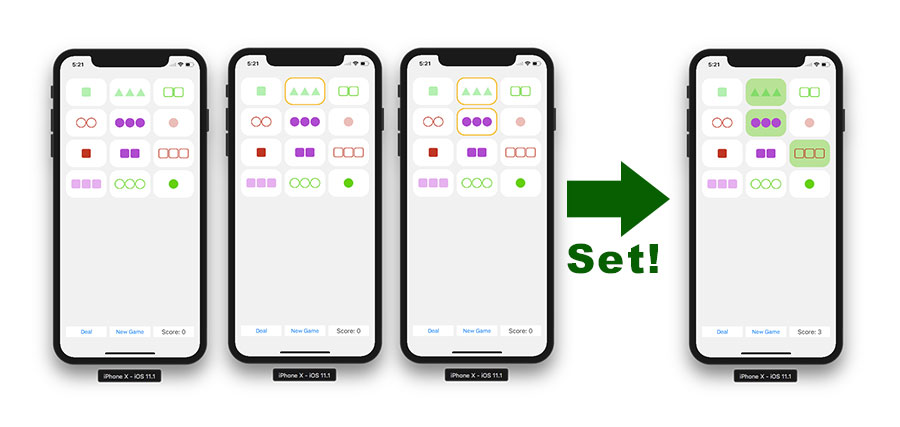 5:21
5:21
5:21
5:21
Set!
Deal New Game Score: 0
Deal New Game Score: 0
Deal New Game Score: 0
Deal New Game Score: 3
iPhone X - iOS 11.1
iPhone X - iOS 11.1
iPhone X - iOS 11.1
iPhone X - iOS 11.1